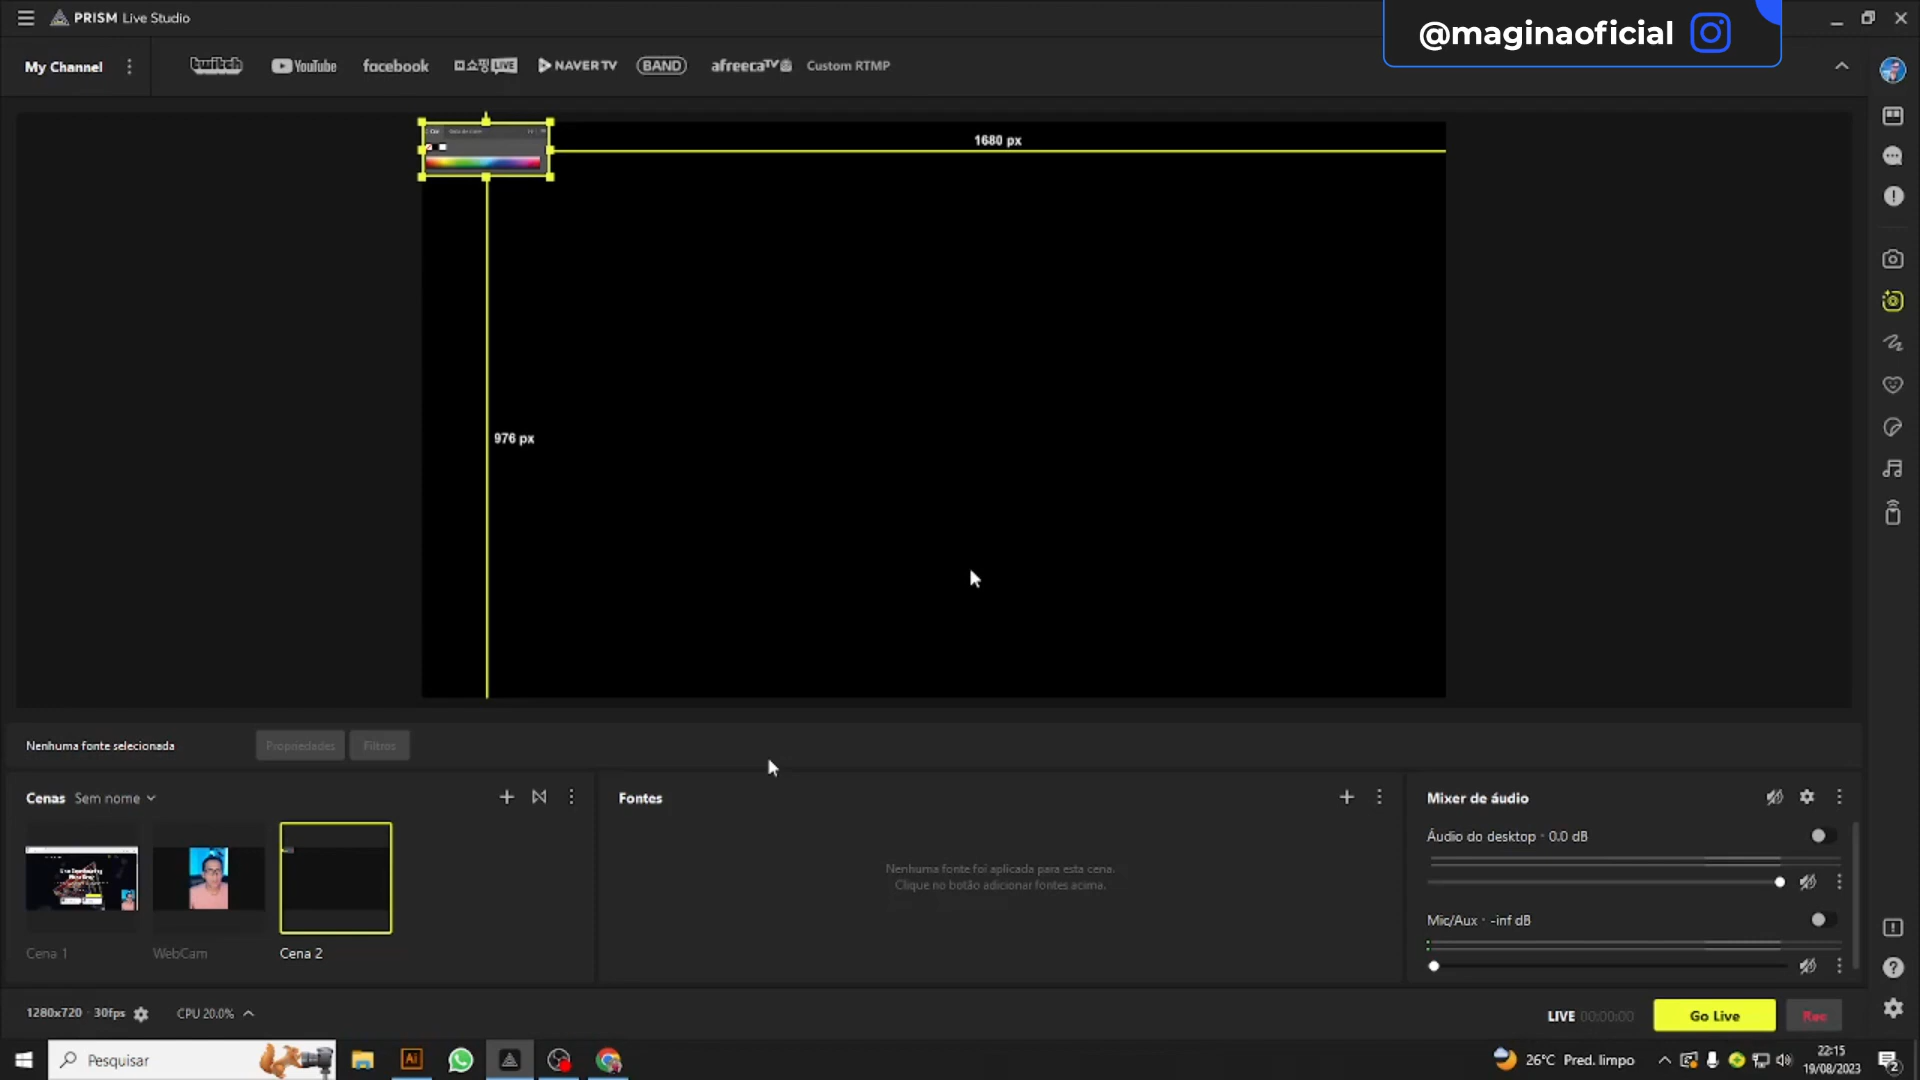 PRISM Live Studio
@maginaoficial
My Channel
twitch
YouTube
facebook
LIVE
NAVER TV
BAND
afreecaTV
Custom RTMP
1680 px
976 px
Nenhuma fonte selecionada
Propriedades
Filtros
Cenas Sem nome
Fontes
Mixer de áudio
Áudio do desktop · 0.0 dB
Nenhuma fonte foi aplicada para esta cena.
Clique no botão adicionar fontes acima.
Mic/Aux · -inf dB
Cena 1
WebCam
Cena 2
1280x720 · 30fps
CPU 20.0%
LIVE 00:00:00
Go Live
Rec
Pesquisar
Ai
26°C Pred. limpo
22:15
19/08/2023
2